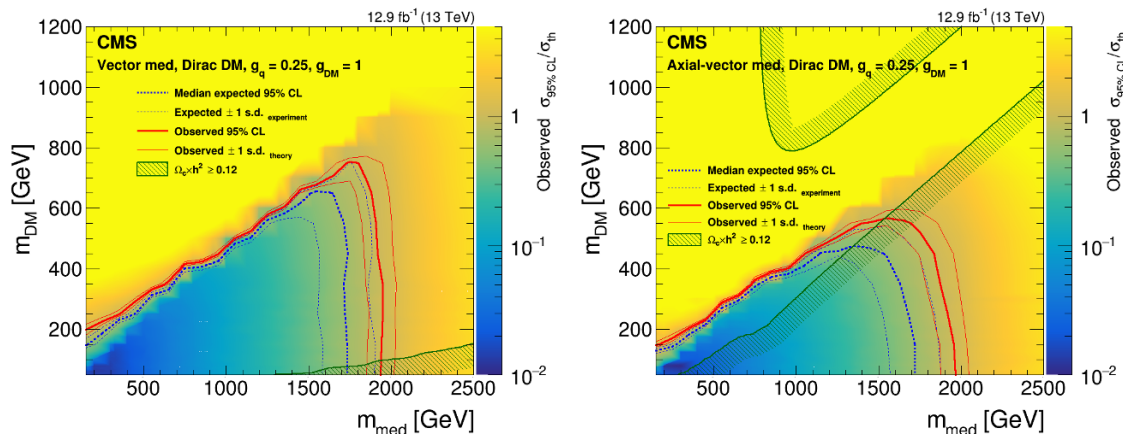 12.9 fb⁻¹ (13 TeV)
CMS
Vector med, Dirac DM, g_q = 0.25, g_DM = 1
Median expected 95% CL
Expected ± 1 s.d. experiment
Observed 95% CL
Observed ± 1 s.d. theory
Ω_c×h² ≥ 0.12
m_DM [GeV]
1200
1000
800
600
400
200
500 1000 1500 2000 2500
m_med [GeV]
1
10⁻¹
10⁻²
Observed σ_95% CL/σ_th
12.9 fb⁻¹ (13 TeV)
CMS
Axial-vector med, Dirac DM, g_q = 0.25, g_DM = 1
Median expected 95% CL
Expected ± 1 s.d. experiment
Observed 95% CL
Observed ± 1 s.d. theory
Ω_c×h² ≥ 0.12
m_DM [GeV]
1200
1000
800
600
400
200
500 1000 1500 2000 2500
m_med [GeV]
1
10⁻¹
10⁻²
Observed σ_95% CL/σ_th